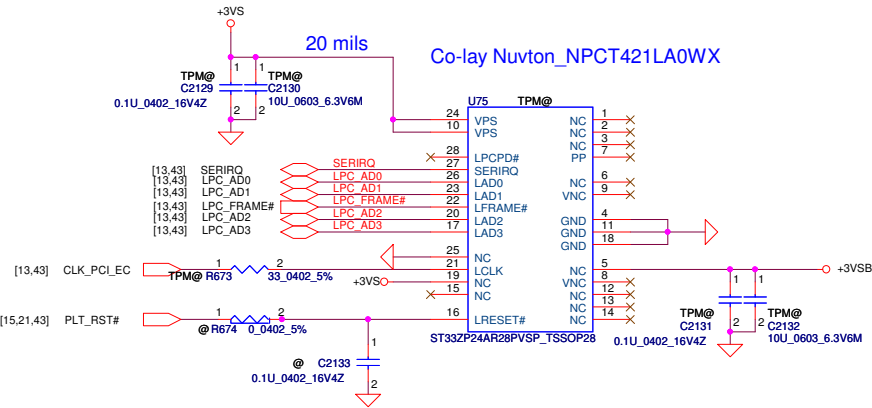 +3VS
20 mils
Co-lay Nuvton_NPCT421LA0WX
1
1
TPM@
C2129
0.1U_0402_16V4Z
TPM@
C2130
10U_0603_6.3V6M
2
2
U75
TPM@
24 VPS
10 VPS
28 LPCPD#
27 SERIRQ
26 LAD0
23 LAD1
22 LFRAME#
20 LAD2
17 LAD3
25 NC
21 LCLK
19 NC
15 NC
16 LRESET#
NC 1
NC 2
NC 3
PP 7
NC 6
VNC 9
GND 4
GND 11
GND 18
NC 5
VNC 8
NC 12
NC 13
NC 14
ST33ZP24AR28PVSP_TSSOP28
[13,43] SERIRQ SERIRQ
[13,43] LPC_AD0 LPC_AD0
[13,43] LPC_AD1 LPC_AD1
[13,43] LPC_FRAME# LPC_FRAME#
[13,43] LPC_AD2 LPC_AD2
[13,43] LPC_AD3 LPC_AD3
[13,43] CLK_PCI_EC
1 2
TPM@ R673 33_0402_5%
+3VS
[15,21,43] PLT_RST#
1 2
@ R674 0_0402_5%
1
@ C2133
0.1U_0402_16V4Z
2
+3VSB
1
1
TPM@
C2131
0.1U_0402_16V4Z
TPM@
C2132
10U_0603_6.3V6M
2
2